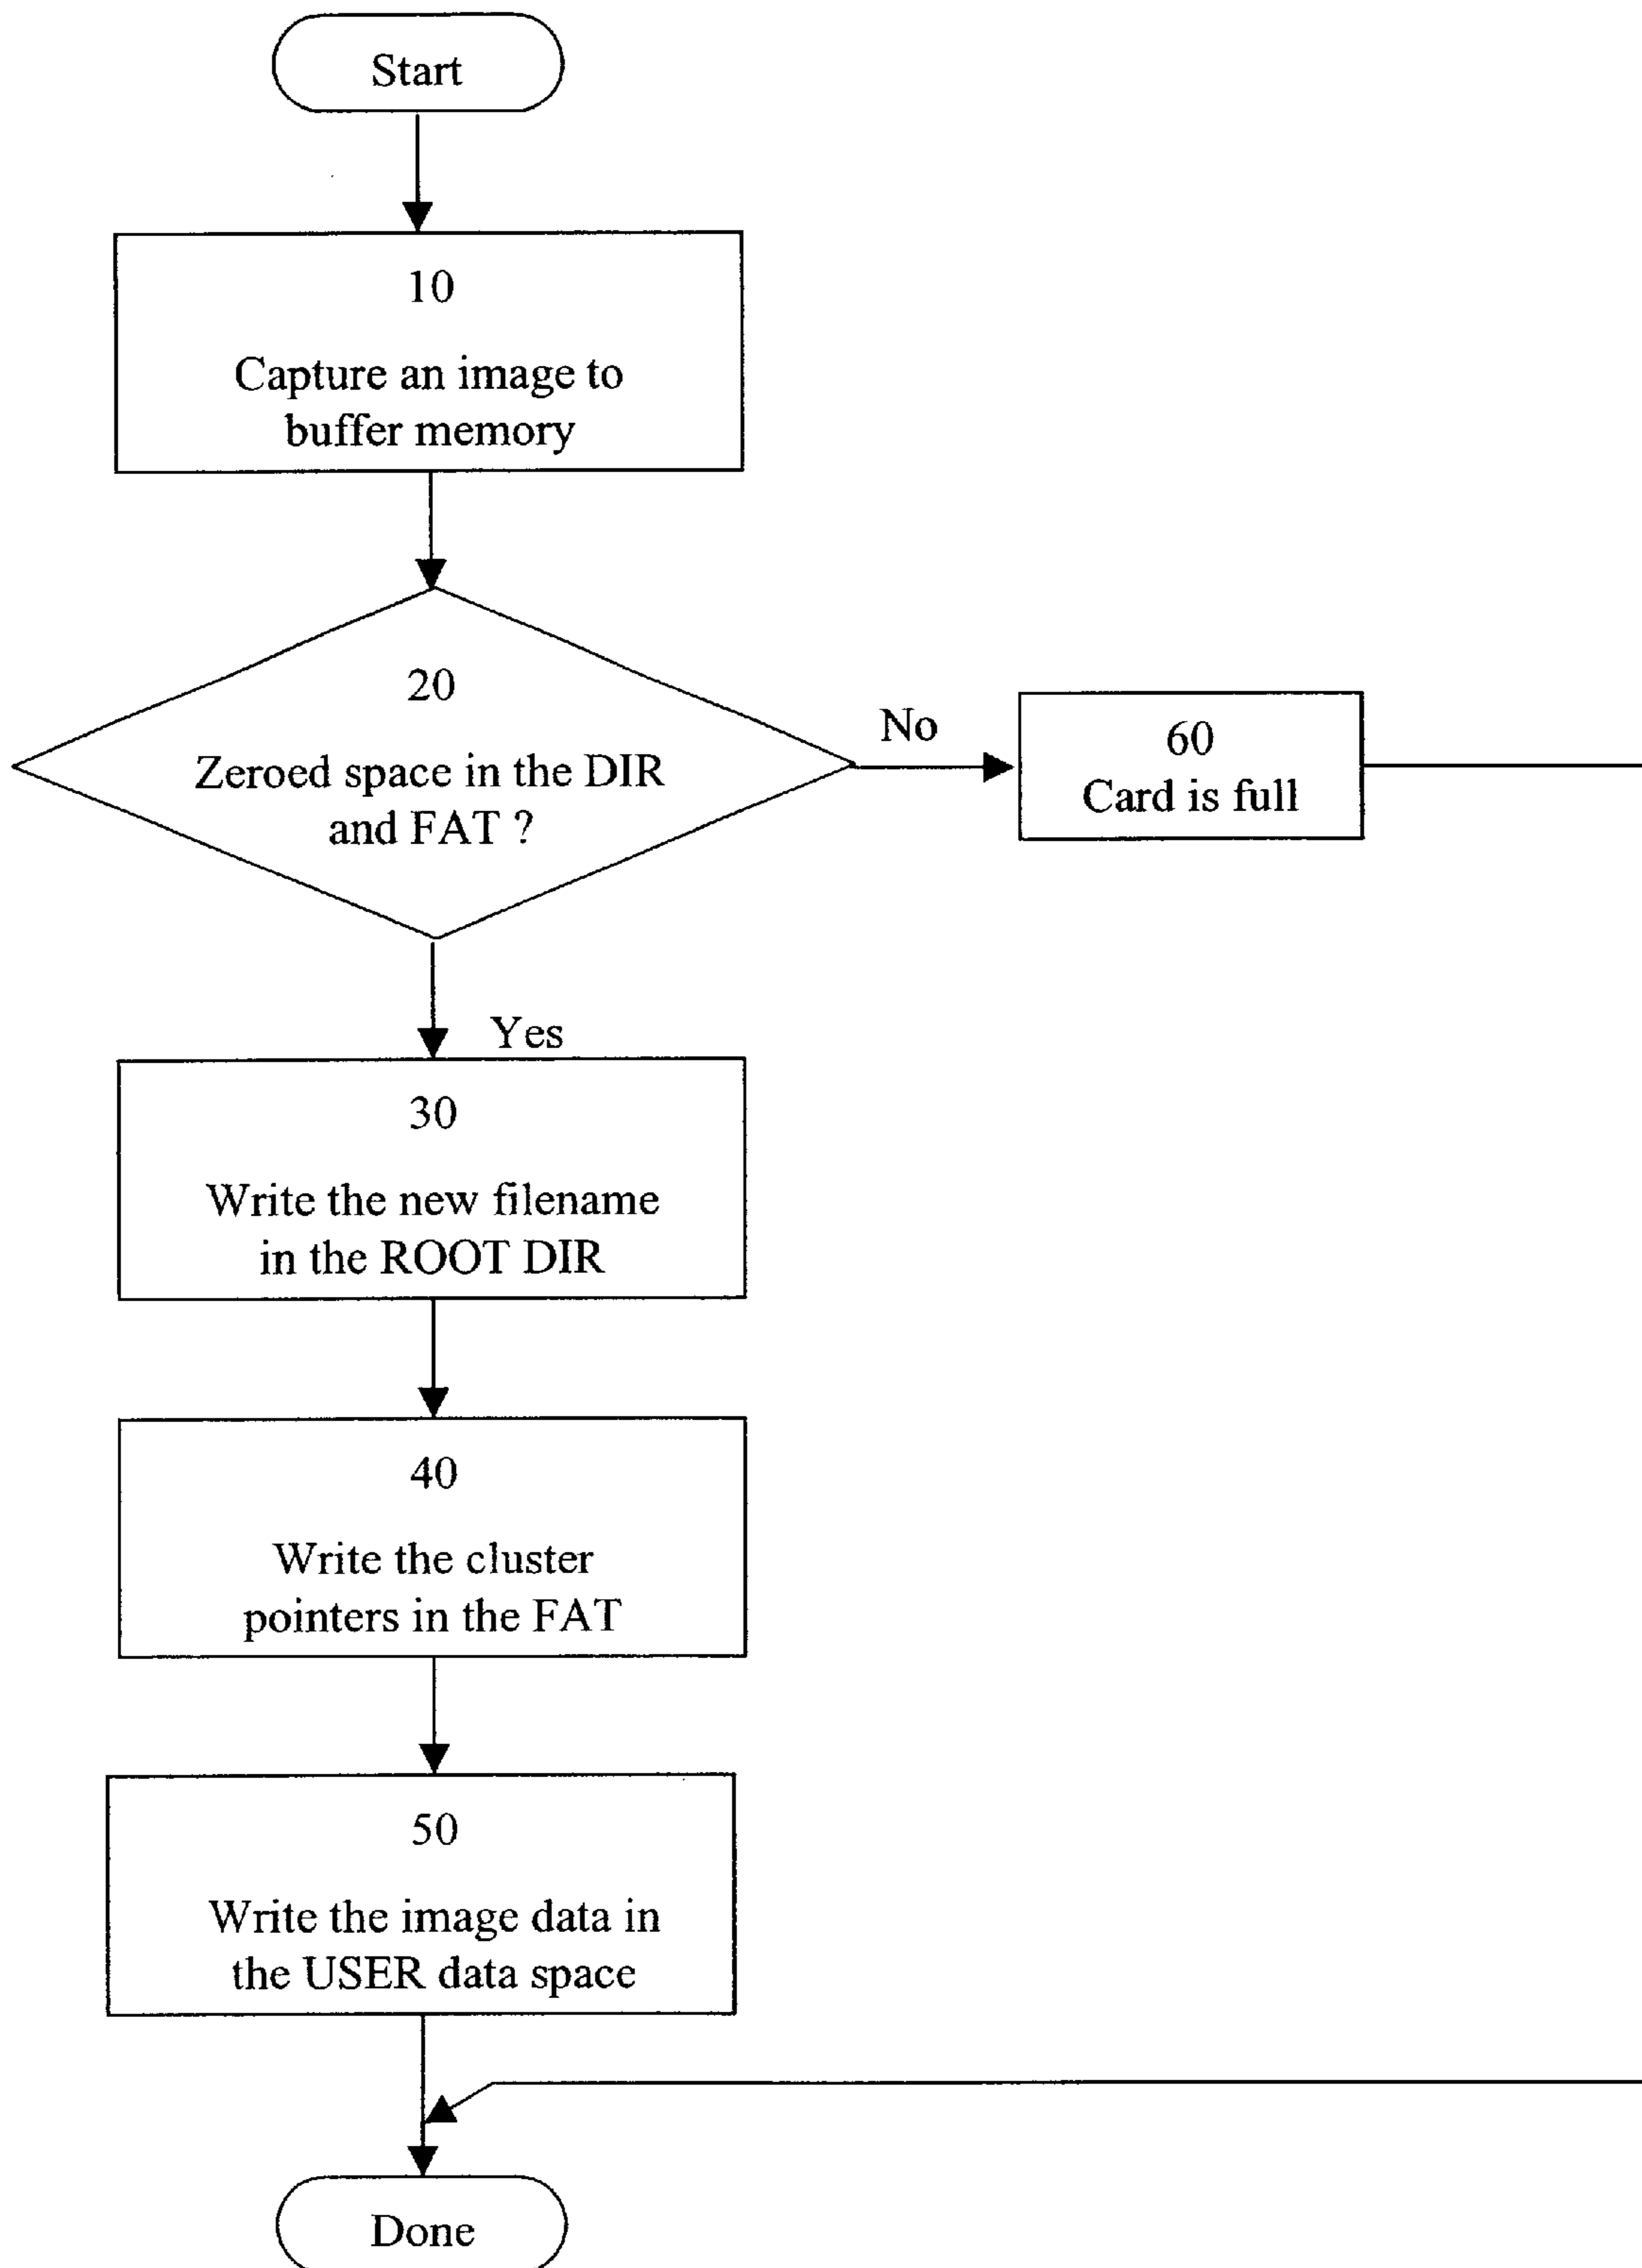 Start
10
Capture an image to
buffer memory
20
Zeroed space in the DIR
and FAT ?
No
60
Card is full
Yes
30
Write the new filename
in the ROOT DIR
40
Write the cluster
pointers in the FAT
50
Write the image data in
the USER data space
Done